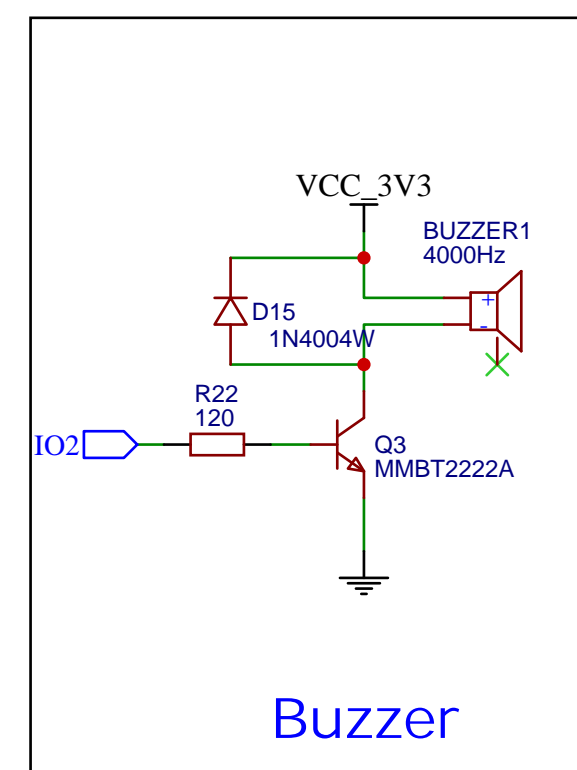 VCC_3V3
BUZZER1
4000Hz
+
-
D15
1N4004W
R22
120
IO2
Q3
MMBT2222A
Buzzer